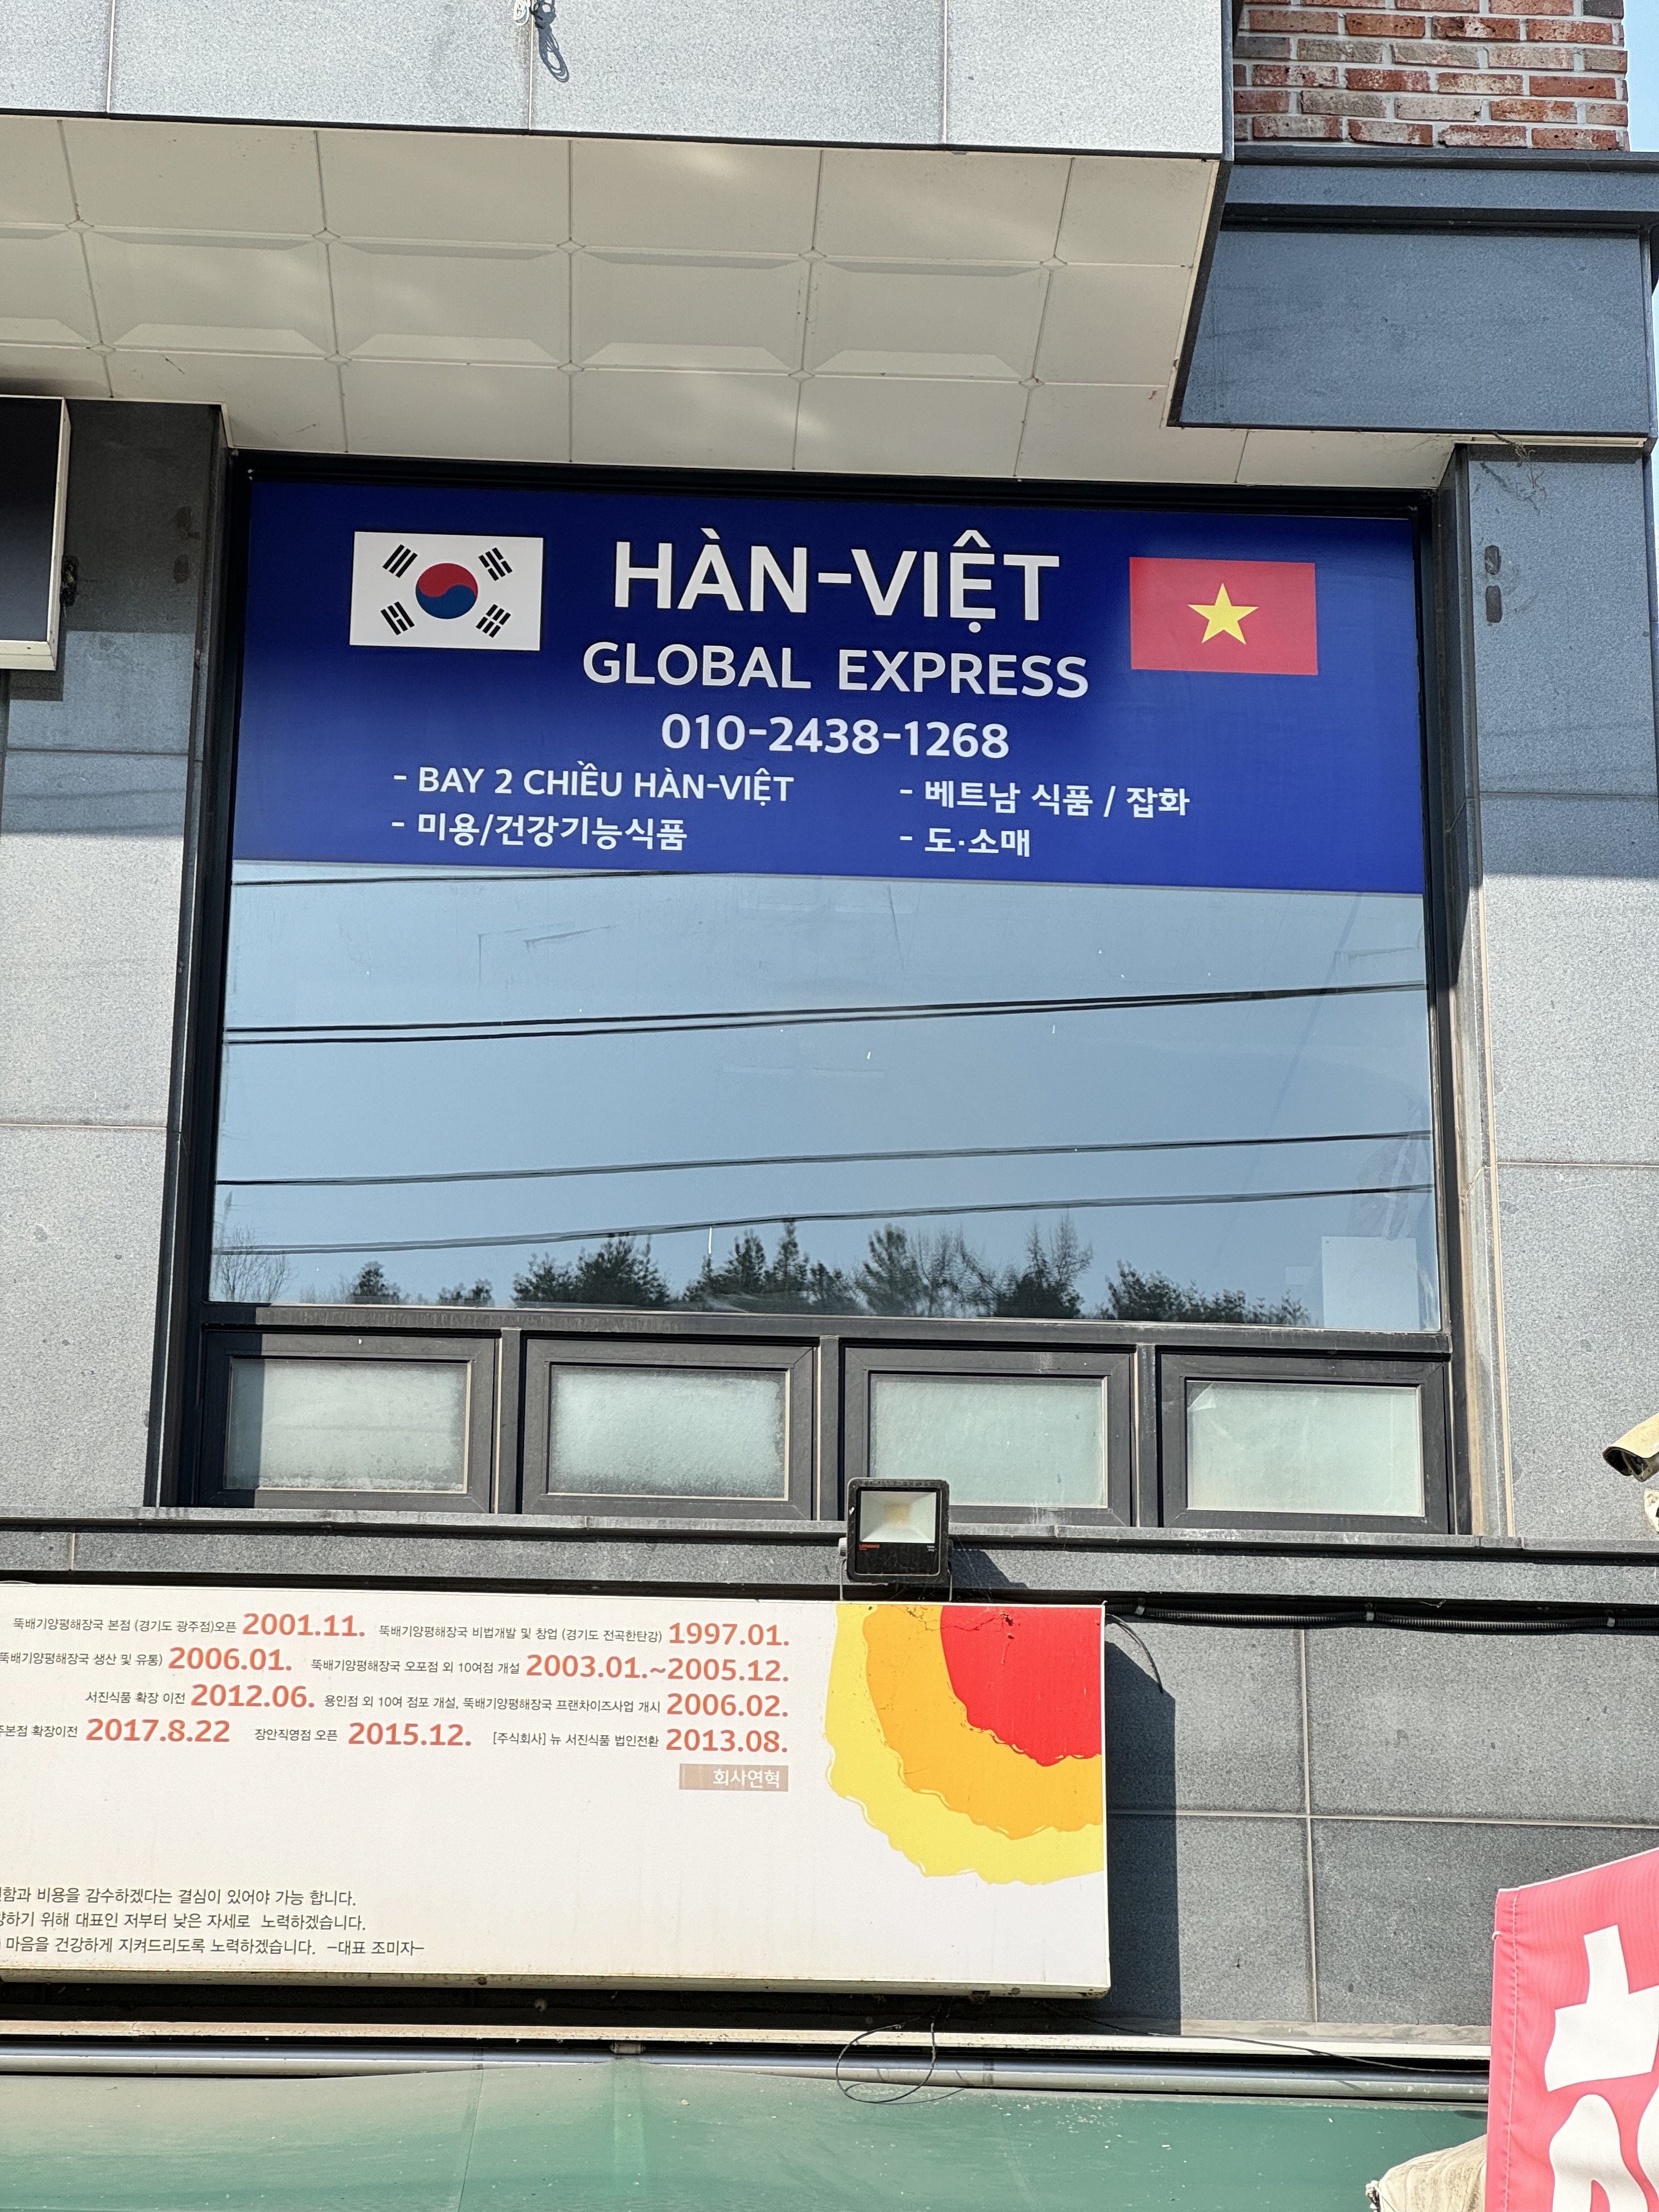 HÀN-VIỆT
GLOBAL EXPRESS
010-2438-1268
- BAY 2 CHIỀU HÀN-VIỆT
- 베트남 식품 / 잡화
- 미용/건강기능식품
- 도·소매
뚝배기양평해장국 본점 (경기도 광주점)오픈 2001.11. 뚝배기양평해장국 비법개발 및 창업 (경기도 전곡한탄강) 1997.01.
뚝배기양평해장국 생산 및 유통) 2006.01. 뚝배기양평해장국 오포점 외 10여점 개설 2003.01.~2005.12.
서진식품 확장 이전 2012.06. 용인점 외 10여 점포 개설, 뚝배기양평해장국 프랜차이즈사업 개시 2006.02.
주본점 확장이전 2017.8.22 장안직영점 오픈 2015.12. [주식회사] 뉴 서진식품 법인전환 2013.08.
회사연혁
비용을 감수하겠다는 결심이 있어야 가능 합니다.
위해 대표인 저부터 낮은 자세로 노력하겠습니다.
마음을 건강하게 지켜드리도록 노력하겠습니다. -대표 조미자-